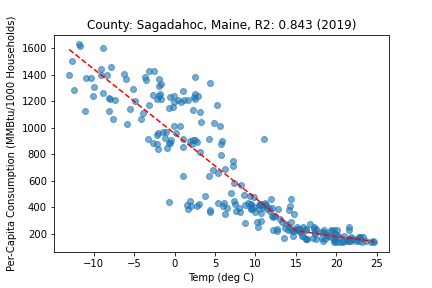 County: Sagadahoc, Maine, R2: 0.843 (2019)
Per-Capita Consumption (MMBtu/1000 Households)
1600
1400
1200
1000
800
600
400
200
−10 −5 0 5 10 15 20 25
Temp (deg C)